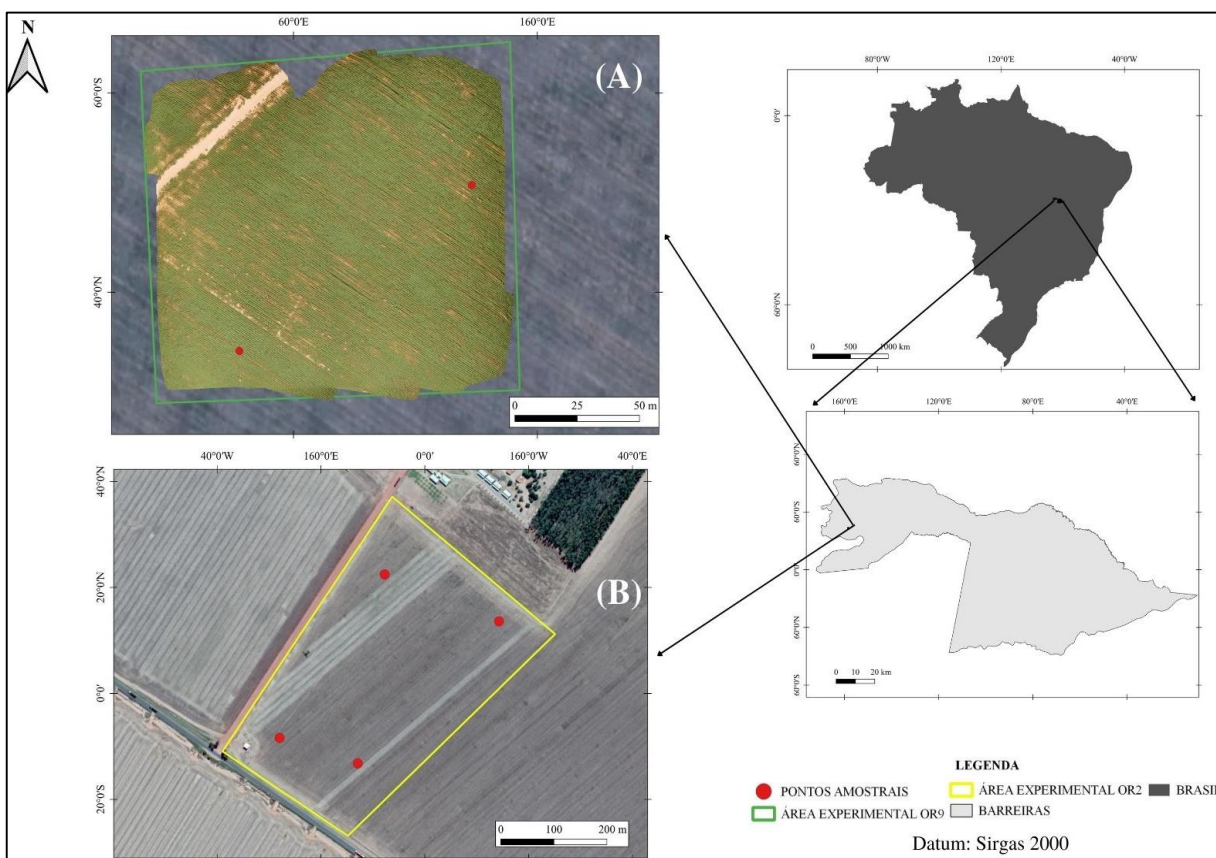 N
60°0'E 160°0'E
60°0'S
40°0'N
(A)
0 25 50 m
40°0'W 160°0'E 0°0' 160°0'W 40°0'E
40°0'N
20°0'N
0°0'
20°0'S
(B)
0 100 200 m
80°0'W 120°0'E 40°0'W
0°0'
60°0'N
0 500 1000 km
160°0'E 120°0'E 80°0'E 40°0'E
60°0'N
60°0'S
0°0'
60°0'N
60°0'S
0 10 20 km
LEGENDA
PONTOS AMOSTRAIS
ÁREA EXPERIMENTAL OR2
BRASIL
ÁREA EXPERIMENTAL OR9
BARREIRAS
Datum: Sirgas 2000